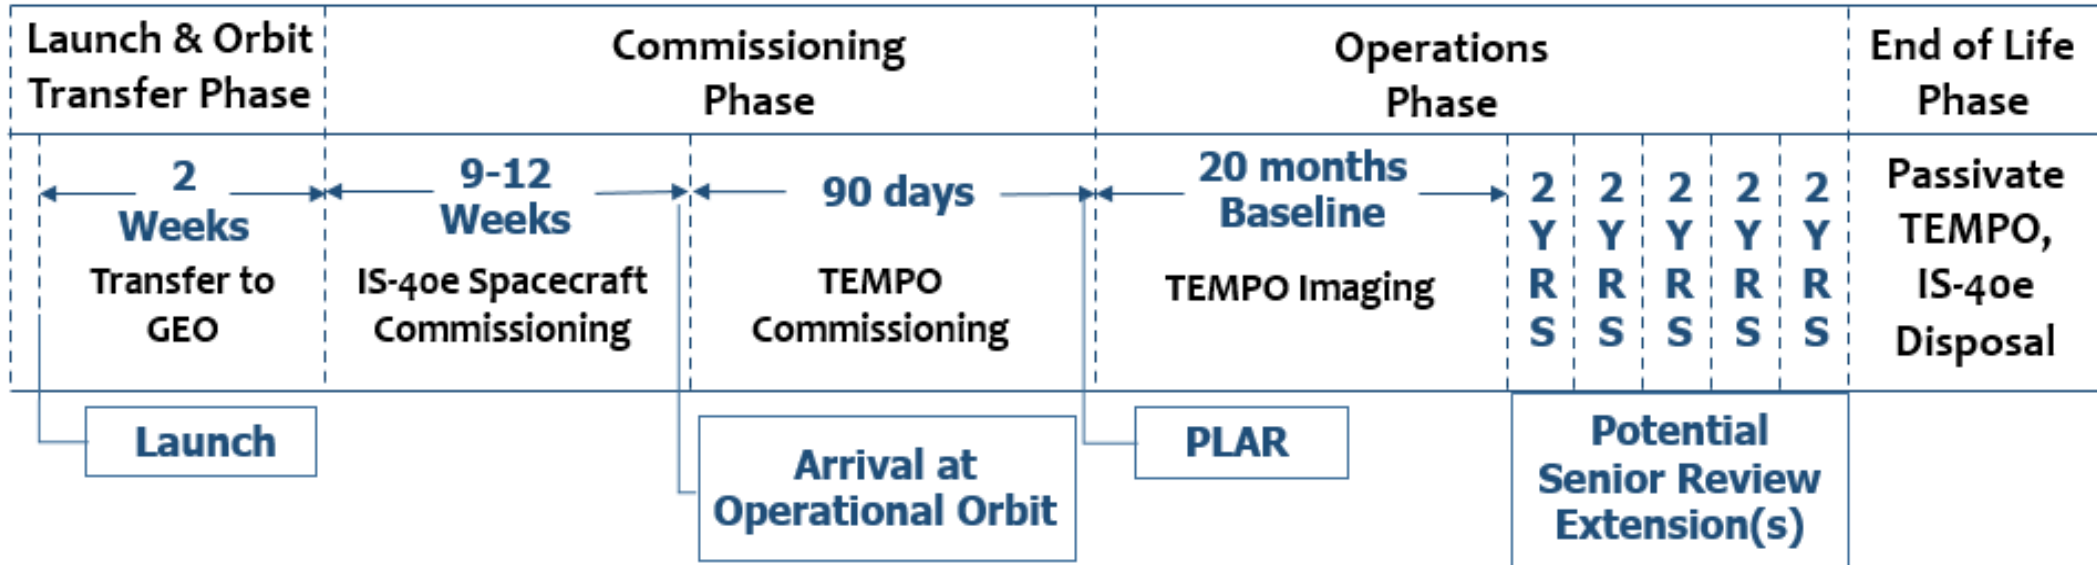 Launch & Orbit
Transfer Phase
Commissioning
Phase
Operations
Phase
End of Life
Phase
2
Weeks
Transfer to
GEO
9-12
Weeks
IS-40e Spacecraft
Commissioning
90 days
TEMPO
Commissioning
20 months
Baseline
TEMPO Imaging
2
Y
R
S
2
Y
R
S
2
Y
R
S
2
Y
R
S
2
Y
R
S
Passivate
TEMPO,
IS-40e
Disposal
Launch
Arrival at
Operational Orbit
PLAR
Potential
Senior Review
Extension(s)